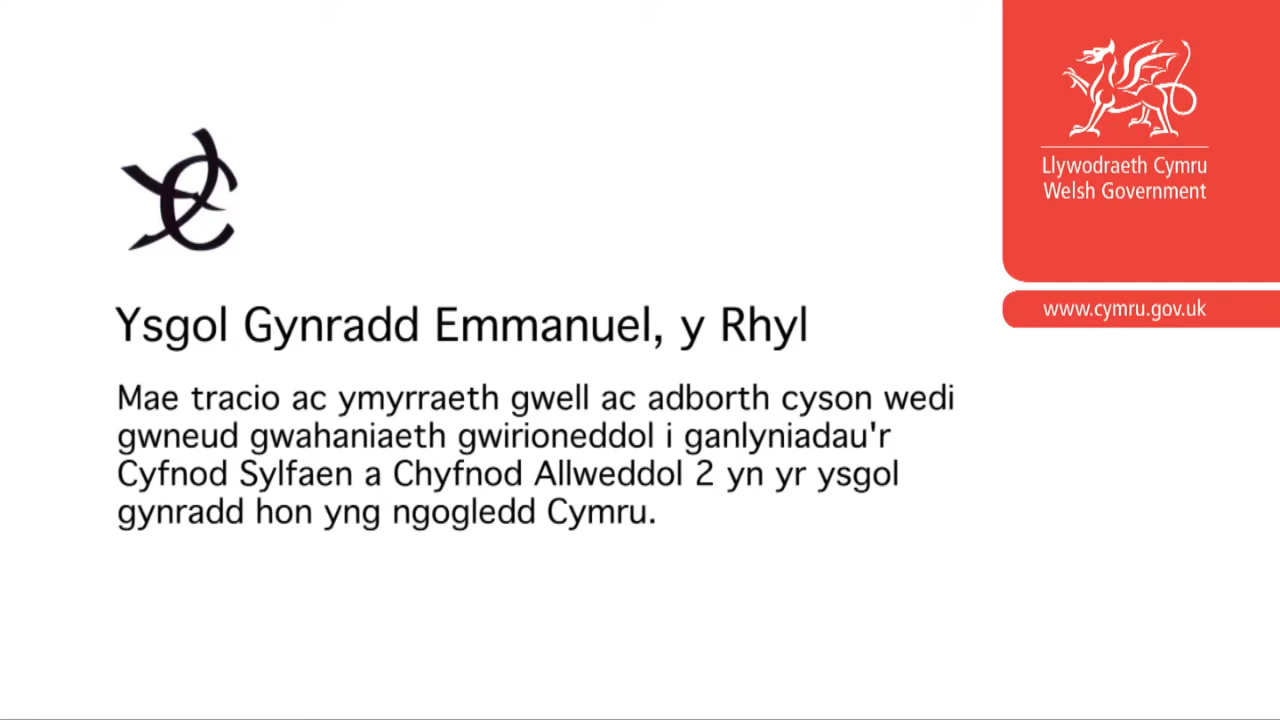 Llywodraeth Cymru
Welsh Government
www.cymru.gov.uk
Ysgol Gynradd Emmanuel, y Rhyl
Mae tracio ac ymyrraeth gwell ac adborth cyson wedi
gwneud gwahaniaeth gwirioneddol i ganlyniadau'r
Cyfnod Sylfaen a Chyfnod Allweddol 2 yn yr ysgol
gynradd hon yng ngogledd Cymru.